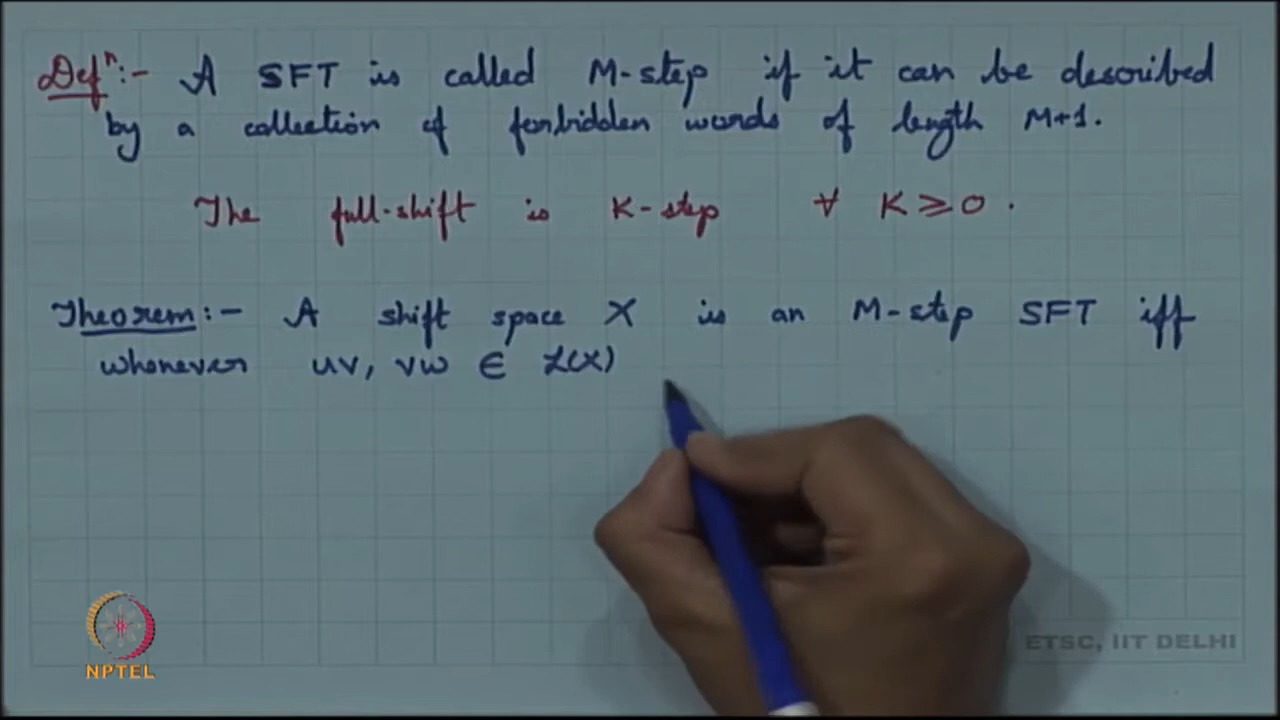 Defⁿ:- A SFT is called M-step if it can be described
by a collection of forbidden words of length M+1.
The full-shift is K-step ∀ K ≥ 0.
Theorem:- A shift space X is an M-step SFT iff
whenever uv, vw ∈ L(X)
NPTEL
ETSC, IIT DELHI